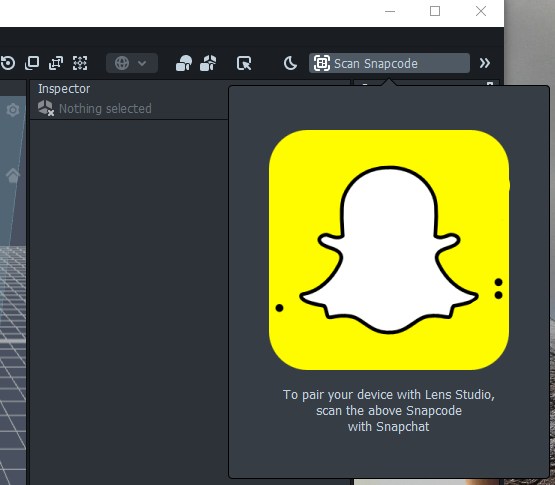 Scan Snapcode
Inspector
Nothing selected
To pair your device with Lens Studio,
scan the above Snapcode
with Snapchat